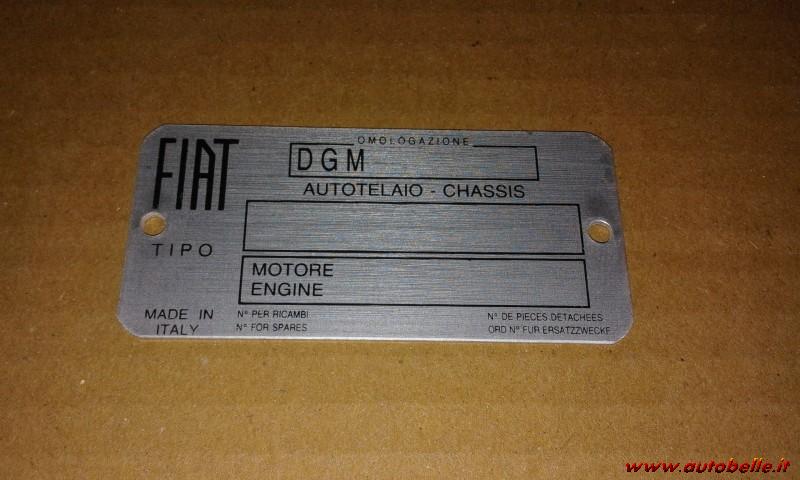 FIAT
OMOLOGAZIONE
DGM
AUTOTELAIO - CHASSIS
TIPO
MOTORE
ENGINE
MADE IN
ITALY
N° PER RICAMBI
N° FOR SPARES
N° DE PIECES DETACHEES
ORD N° FUR ERSATZZWECKE
www.autobelle.it